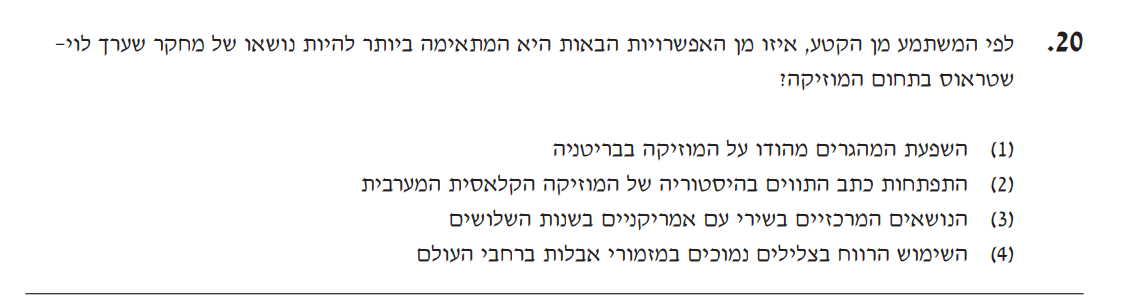 20. לפי המשתמע מן הקטע, איזו מן האפשרויות הבאות היא המתאימה ביותר להיות נושאו של מחקר שערך לוי-
שטראוס בתחום המוזיקה?
(1) השפעת המהגרים מהודו על המוזיקה בבריטניה
(2) התפתחות כתב התווים בהיסטוריה של המוזיקה הקלאסית המערבית
(3) הנושאים המרכזיים בשירי עם אמריקניים בשנות השלושים
(4) השימוש הרווח בצלילים נמוכים במזמורי אבלות ברחבי העולם